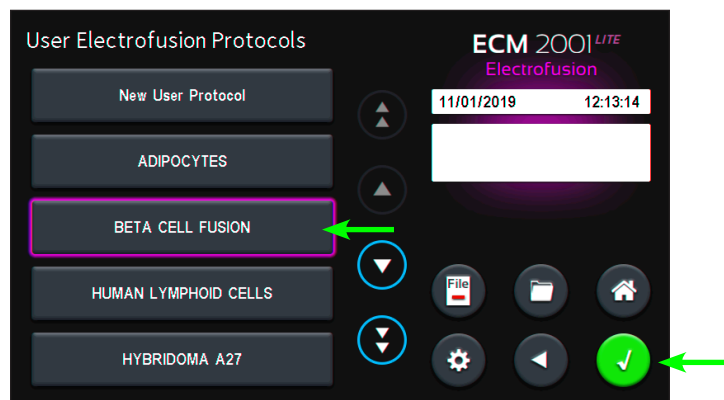 User Electrofusion Protocols
New User Protocol
ADIPOCYTES
BETA CELL FUSION
HUMAN LYMPHOID CELLS
HYBRIDOMA A27
ECM 2001 LITE
Electrofusion
11/01/2019 12:13:14
File